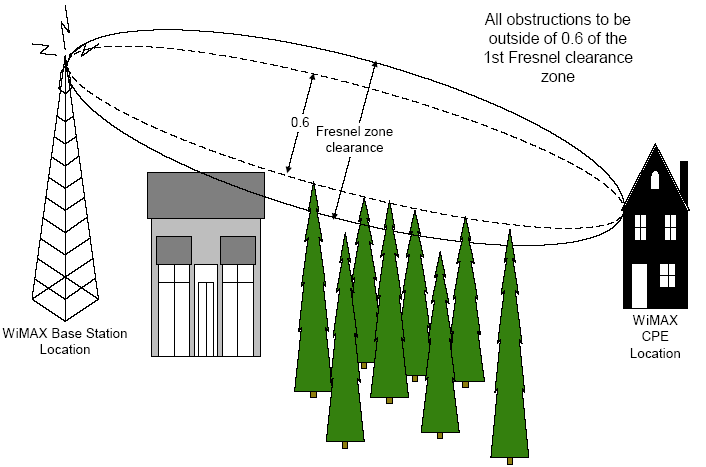 All obstructions to be
outside of 0.6 of the
1st Fresnel clearance
zone
0.6
Fresnel zone
clearance
WiMAX Base Station
Location
WiMAX
CPE
Location